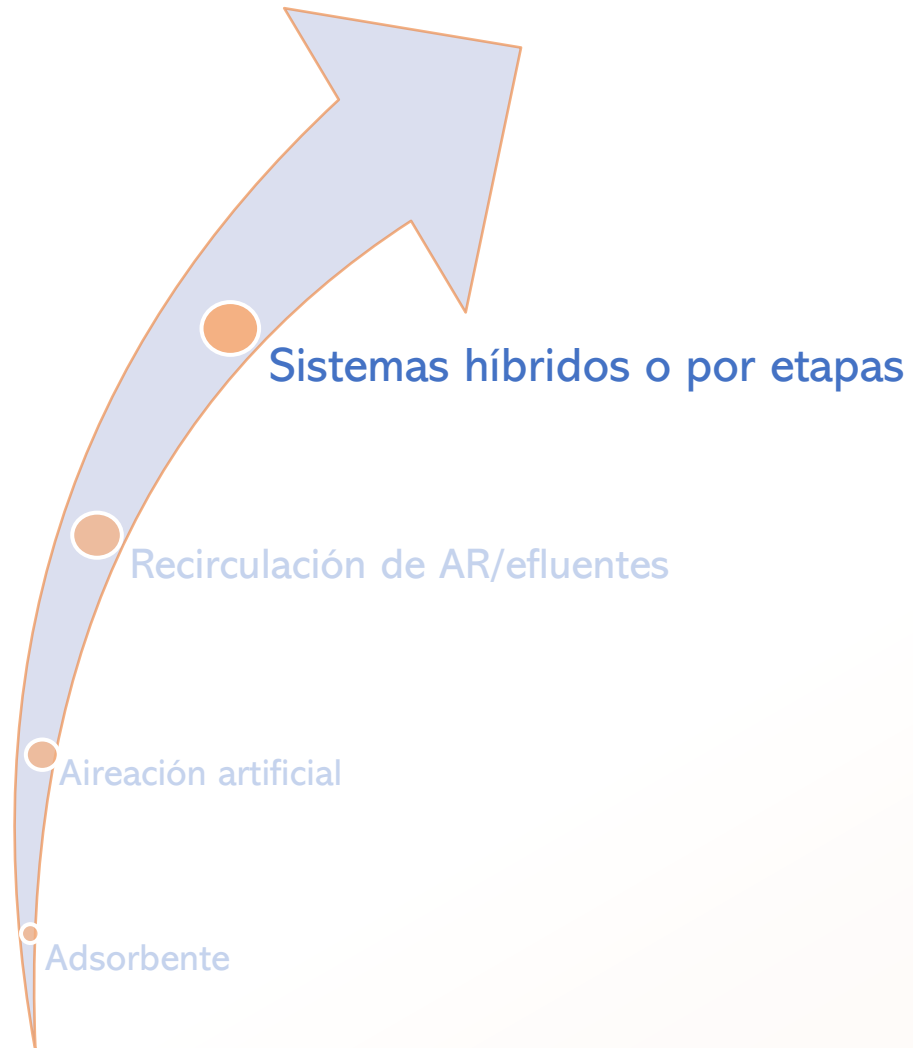 Sistemas híbridos o por etapas
Recirculación de AR/efluentes
Aireación artificial
Adsorbente